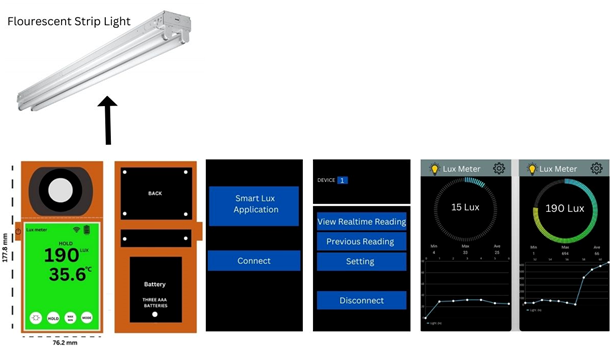 Flourescent Strip Light
177.8 mm
76.2 mm
Lux meter
HOLD
190 LUX
35.6°C
HOLD
MODE
BACK
Battery
THREE AAA
BATTERIES
Smart Lux
Application
Connect
DEVICE 1
View Realtime Reading
Previous Reading
Setting
Disconnect
Lux Meter
15 Lux
Min Max Ave
Lux Meter
190 Lux
Min Max Ave